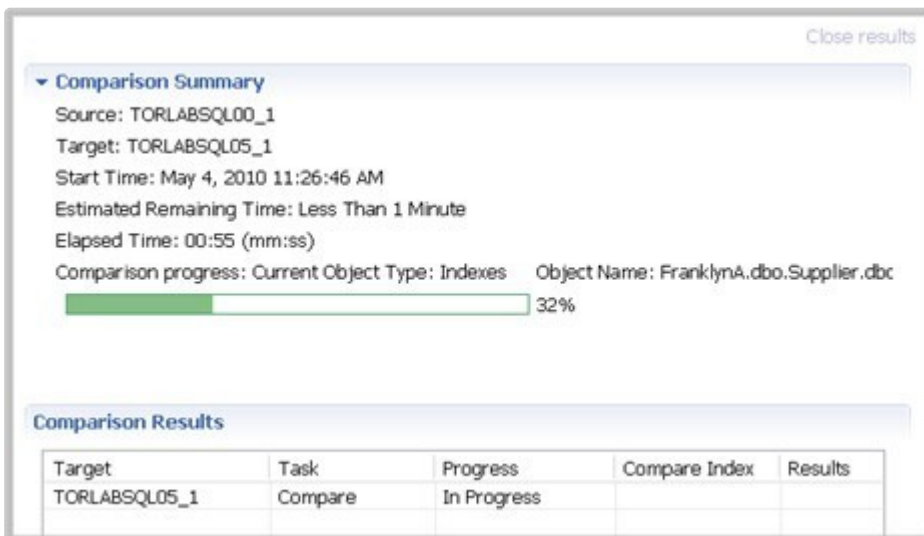 Close results
Comparison Summary
Source: TORLABSQL00_1
Target: TORLABSQL05_1
Start Time: May 4, 2010 11:26:46 AM
Estimated Remaining Time: Less Than 1 Minute
Elapsed Time: 00:55 (mm:ss)
Comparison progress: Current Object Type: Indexes Object Name: FranklynA.dbo.Supplier.dbc
32%
Comparison Results
Target Task Progress Compare Index Results
TORLABSQL05_1 Compare In Progress